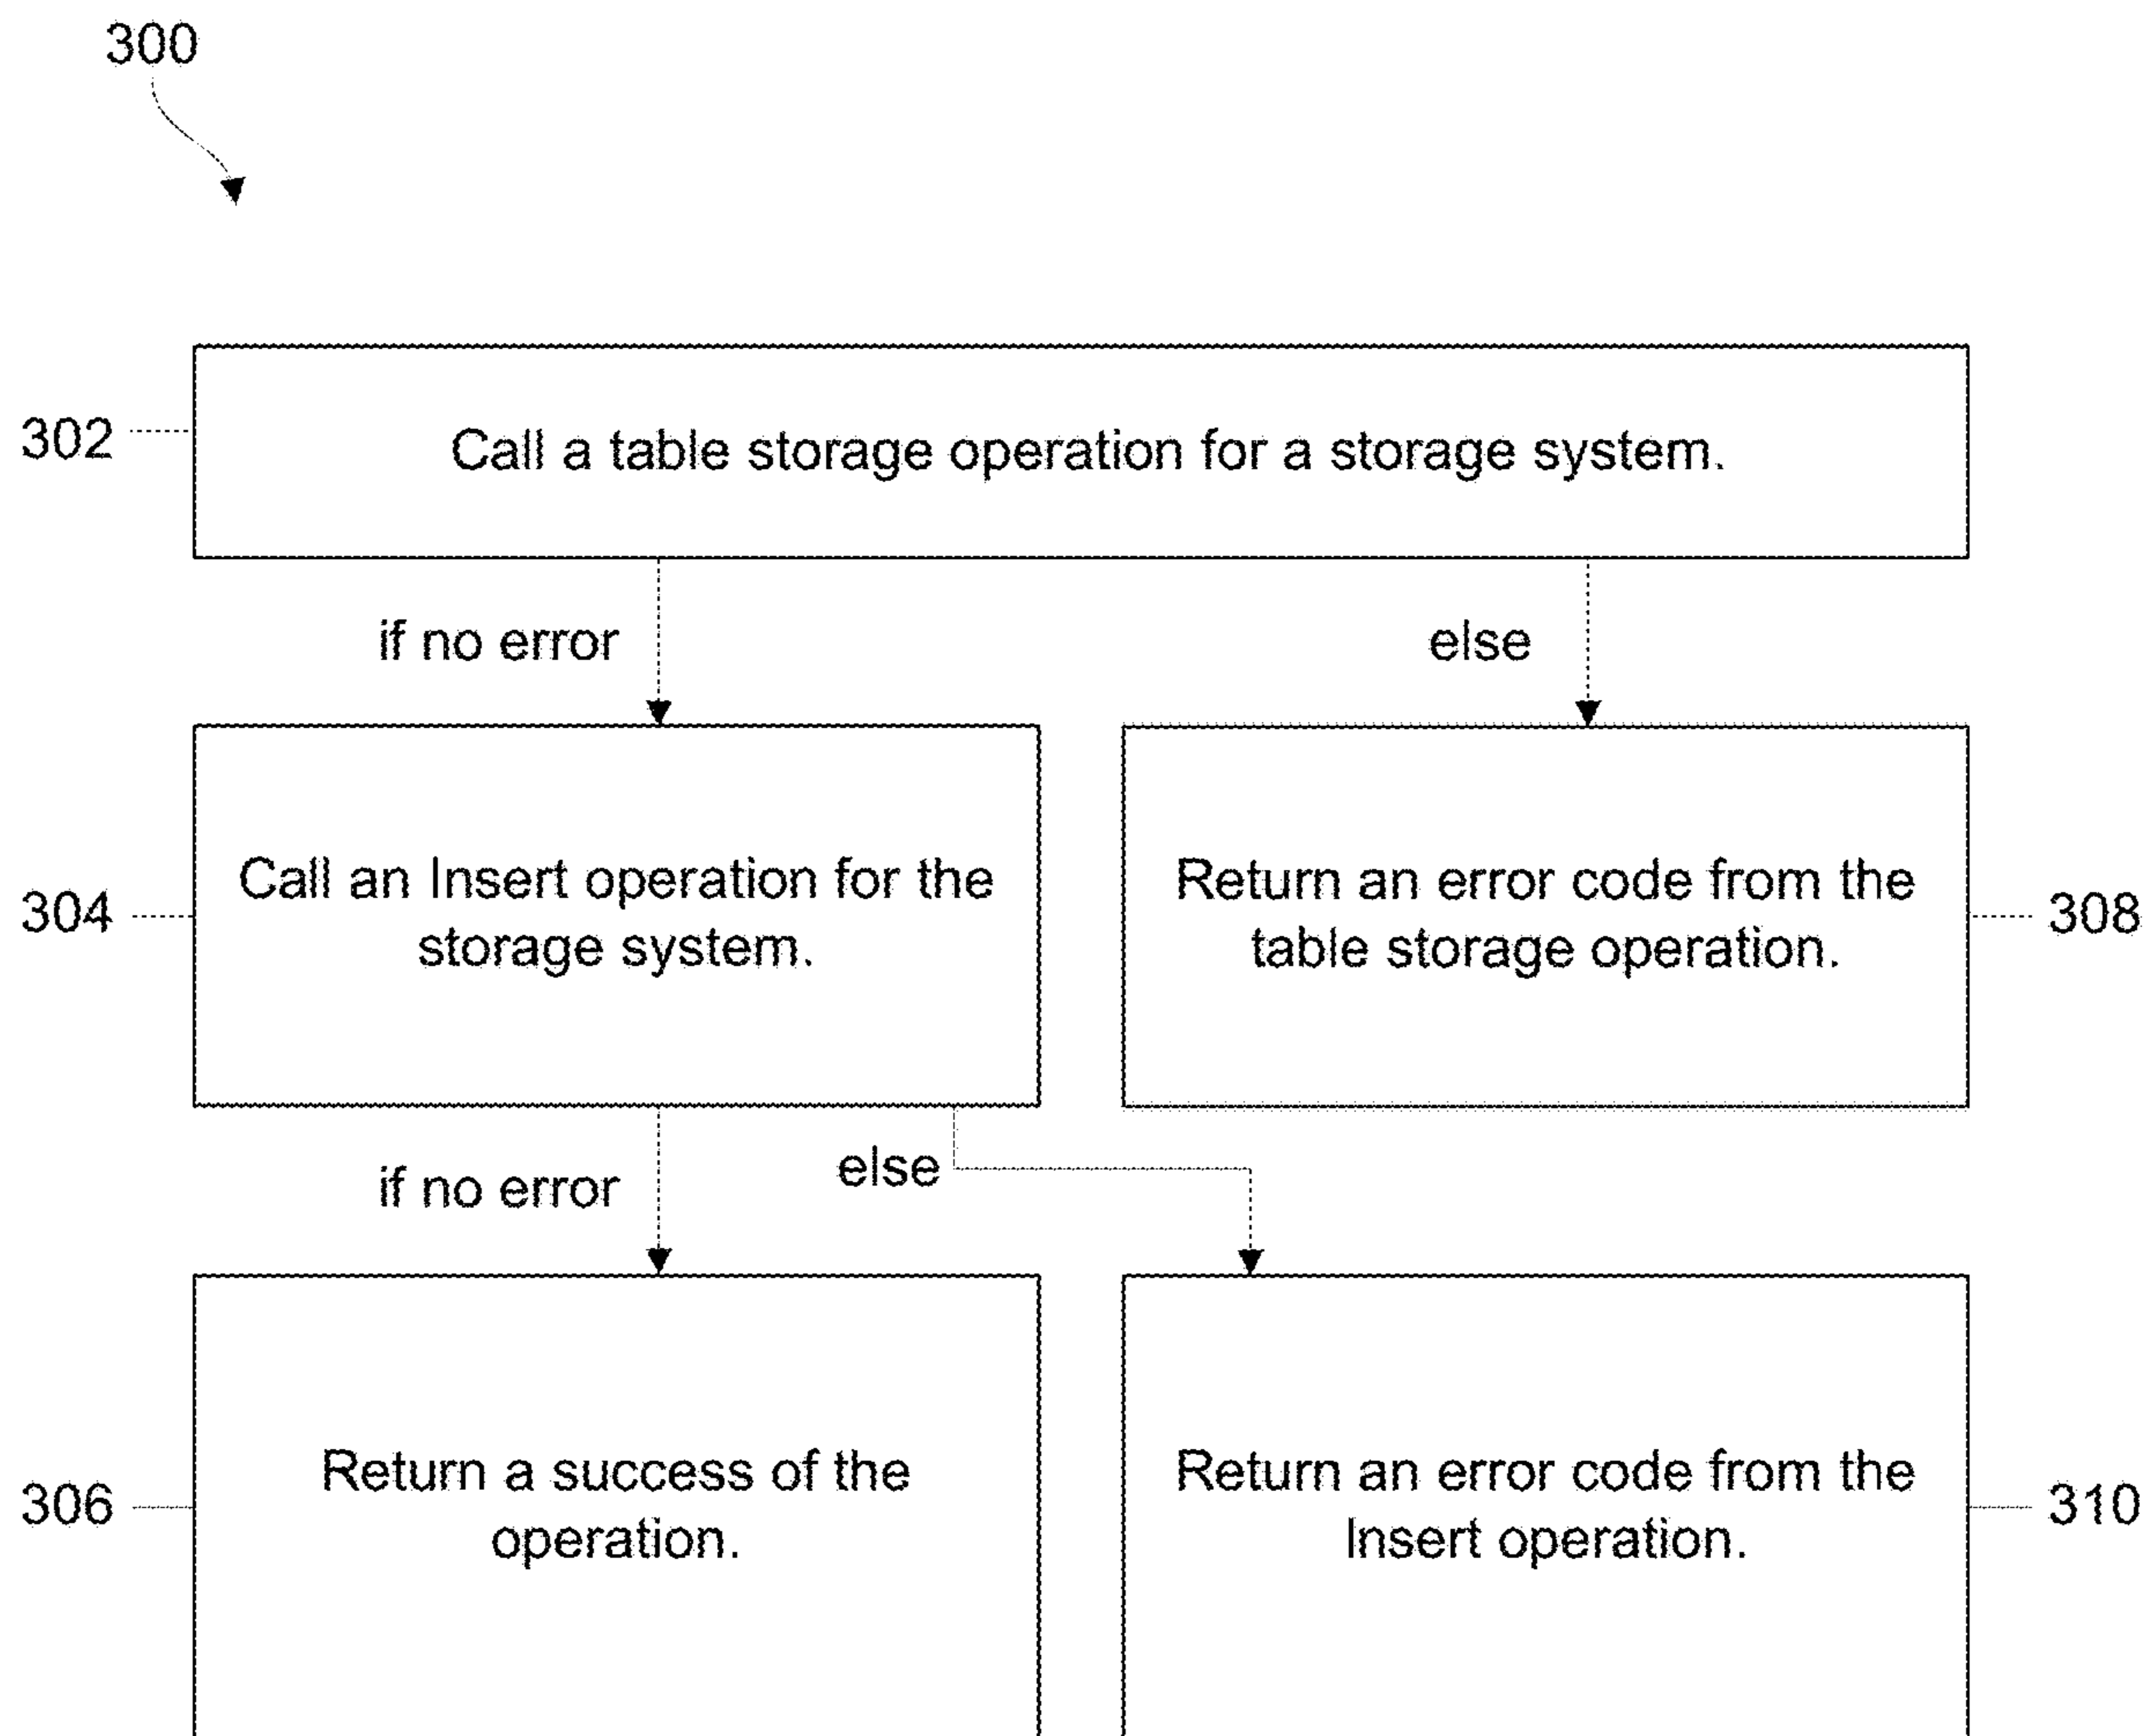 300
302
Call a table storage operation for a storage system.
if no error
else
304
Call an Insert operation for the
storage system.
Return an error code from the
table storage operation.
308
if no error
else
306
Return a success of the
operation.
Return an error code from the
Insert operation.
310